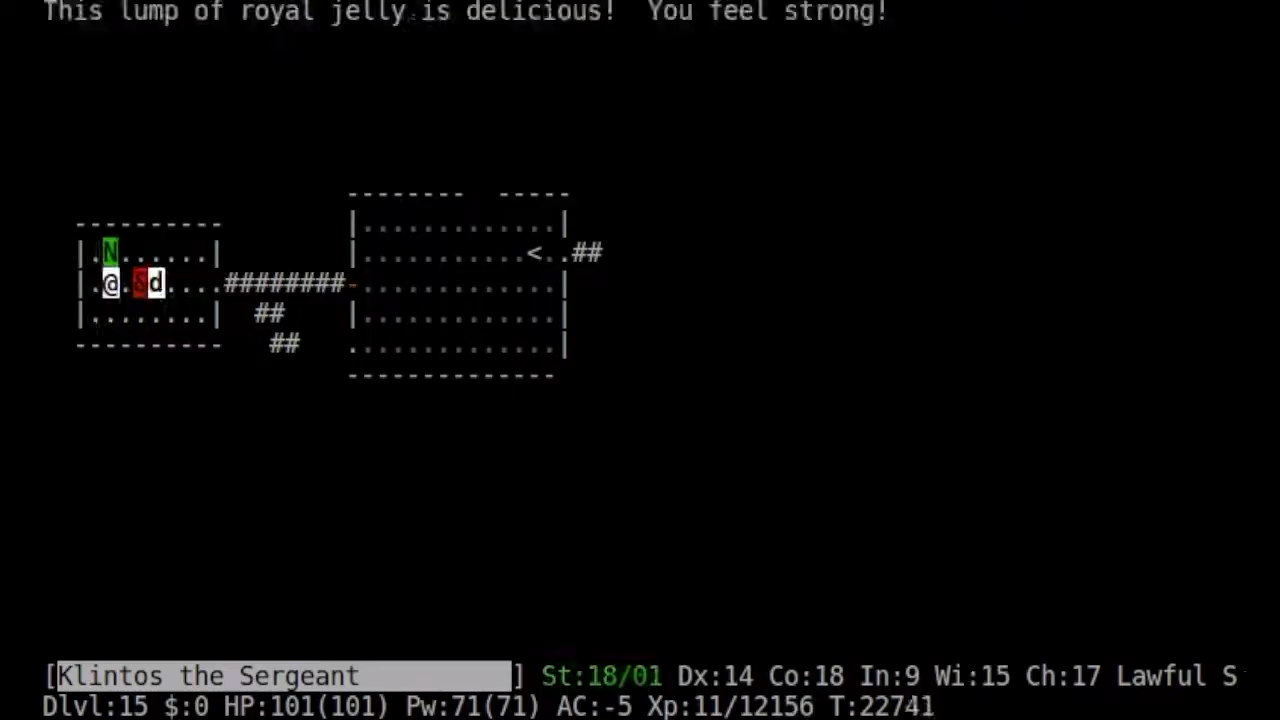 This lump of royal jelly is delicious!  You feel strong!
-------- -----
---------- |............|
|.N......| |...........<..##
|.@.&d....########-............|
|........| ## |............|
---------- ## .............|
--------------
[Klintos the Sergeant ] St:18/01 Dx:14 Co:18 In:9 Wi:15 Ch:17 Lawful S
Dlvl:15 $:0 HP:101(101) Pw:71(71) AC:-5 Xp:11/12156 T:22741